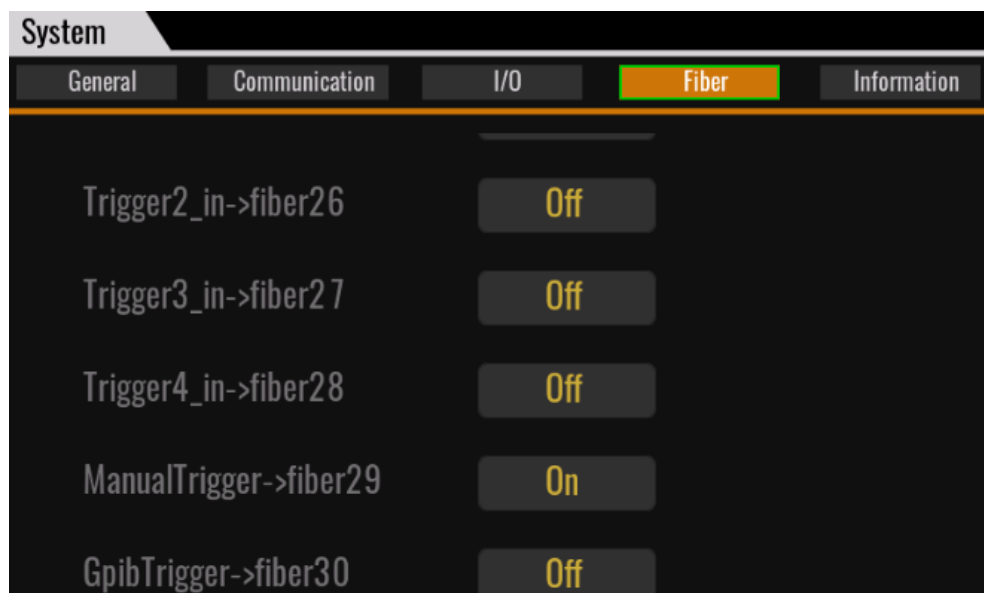 System
General Communication I/O Fiber Information
Trigger2_in->fiber26 Off
Trigger3_in->fiber27 Off
Trigger4_in->fiber28 Off
ManualTrigger->fiber29 On
GpibTrigger->fiber30 Off